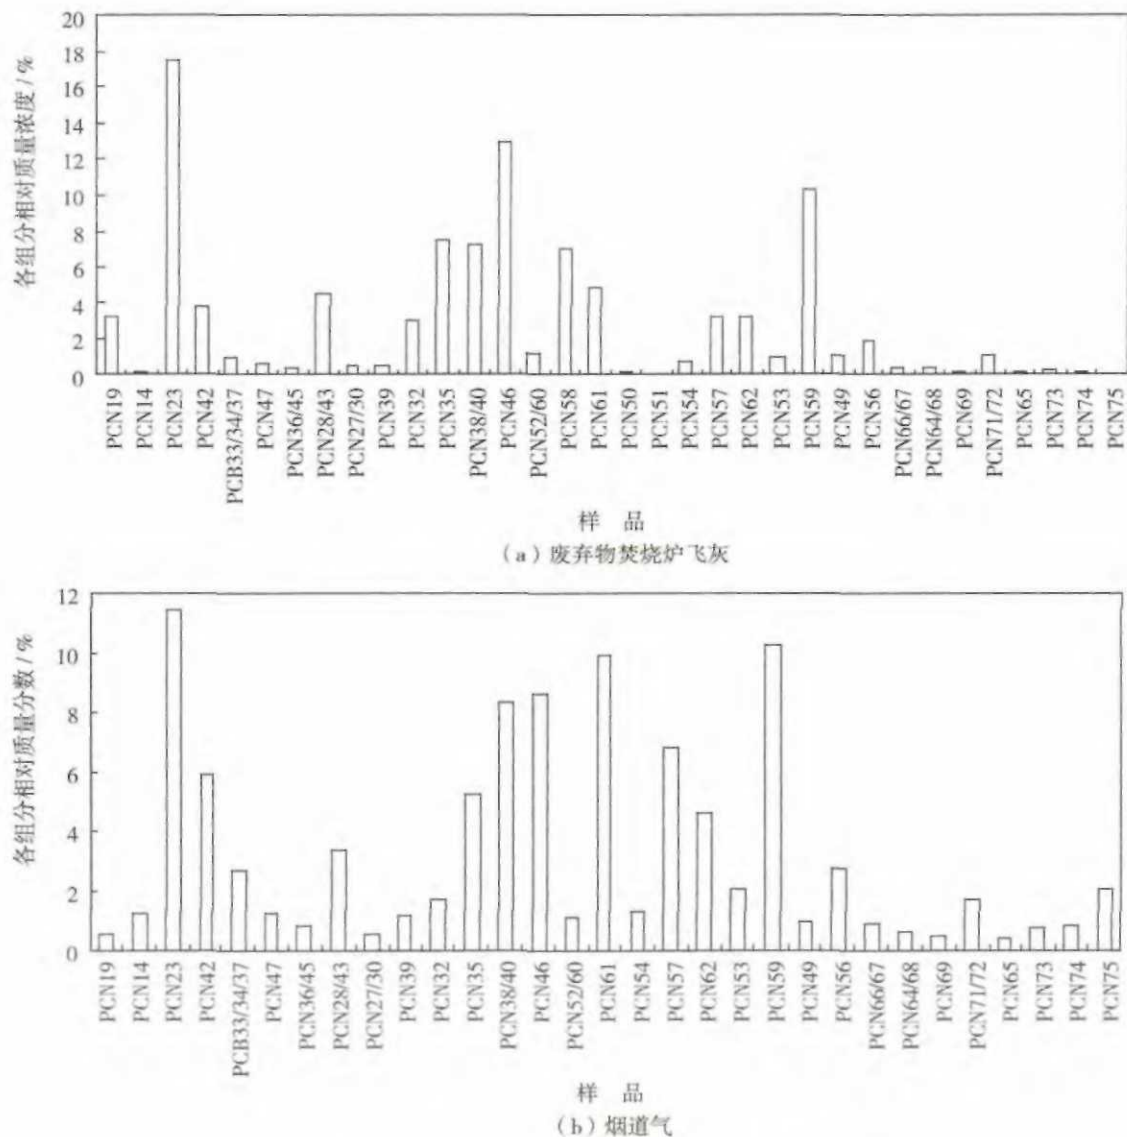 各组分相对质量浓度/%
20
18
16
14
12
10
8
6
4
2
0
PCN19
PCN14
PCN23
PCN42
PCB33/34/37
PCN47
PCN36/45
PCN28/43
PCN27/30
PCN39
PCN32
PCN35
PCN38/40
PCN46
PCN52/60
PCN58
PCN61
PCN50
PCN51
PCN54
PCN57
PCN62
PCN53
PCN59
PCN49
PCN56
PCN66/67
PCN64/68
PCN69
PCN71/72
PCN65
PCN73
PCN74
PCN75
样 品
(a)废弃物焚烧炉飞灰
各组分相对质量分数/%
12
10
8
6
4
2
0
PCN19
PCN14
PCN23
PCN42
PCB33/34/37
PCN47
PCN36/45
PCN28/43
PCN27/30
PCN39
PCN32
PCN35
PCN38/40
PCN46
PCN52/60
PCN61
PCN54
PCN57
PCN62
PCN53
PCN59
PCN49
PCN56
PCN66/67
PCN64/68
PCN69
PCN71/72
PCN65
PCN73
PCN74
PCN75
样 品
(b)烟道气